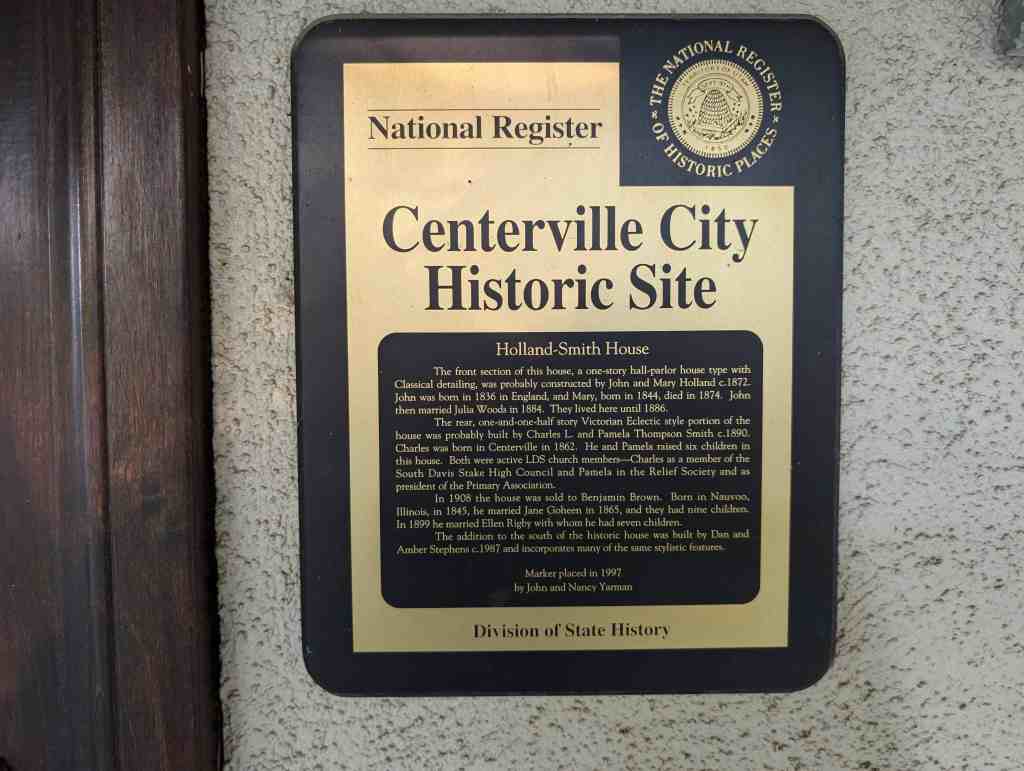 THE NATIONAL REGISTER
OF HISTORIC PLACES
1850
National Register
Centerville City
Historic Site
Holland-Smith House
The front section of this house, a one-story hall-parlor house type with
Classical detailing, was probably constructed by John and Mary Holland c.1872.
John was born in 1836 in England, and Mary, born in 1844, died in 1874. John
then married Julia Woods in 1884. They lived here until 1886.
The rear, one-and-one-half story Victorian Eclectic style portion of the
house was probably built by Charles L. and Pamela Thompson Smith c.1890.
Charles was born in Centerville in 1862. He and Pamela raised six children in
this house. Both were active LDS church members—Charles as a member of the
South Davis Stake High Council and Pamela in the Relief Society and as
president of the Primary Association.
In 1908 the house was sold to Benjamin Brown. Born in Nauvoo,
Illinois, in 1845, he married Jane Goheen in 1865, and they had nine children.
In 1899 he married Ellen Rigby with whom he had seven children.
The addition to the south of the historic house was built by Dan and
Amber Stephens c.1987 and incorporates many of the same stylistic features.
Marker placed in 1997
by John and Nancy Yarman
Division of State History